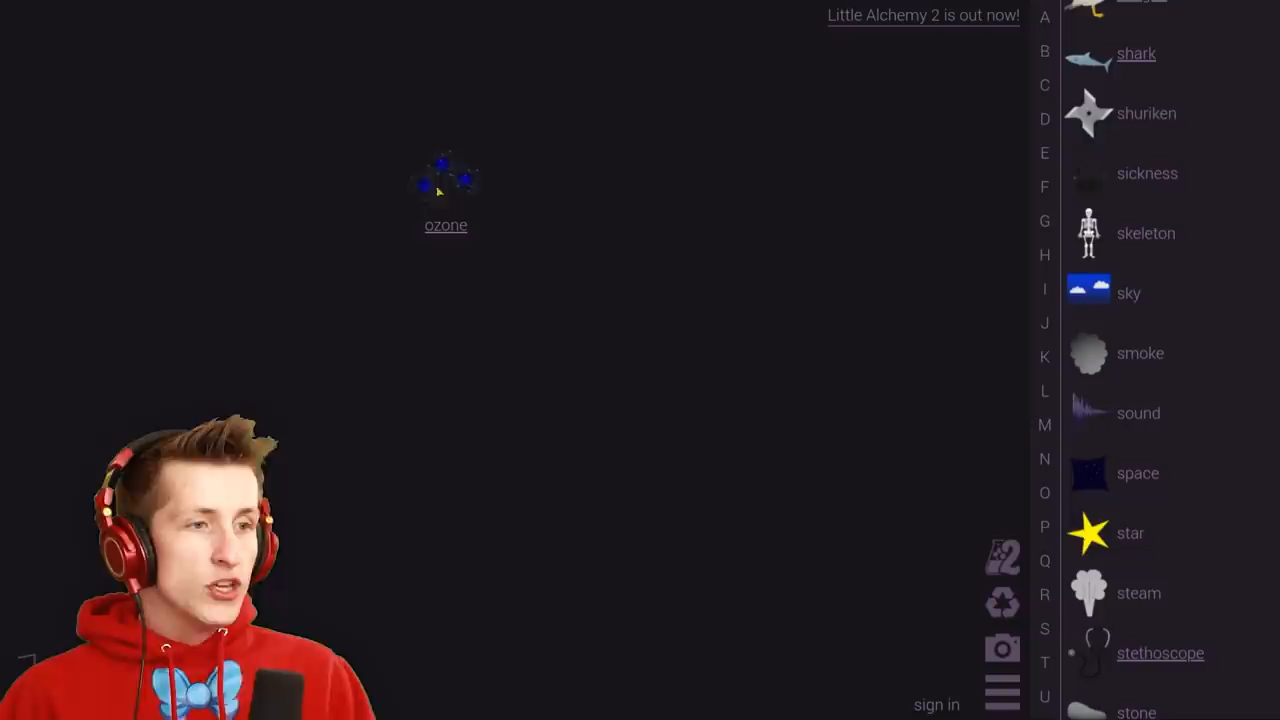 Little Alchemy 2 is out now!
ozone
sign in
A
B
C
D
E
F
G
H
I
J
K
L
M
N
O
P
Q
R
S
T
U
shark
shuriken
sickness
skeleton
sky
smoke
sound
space
star
steam
stethoscope
stone
2